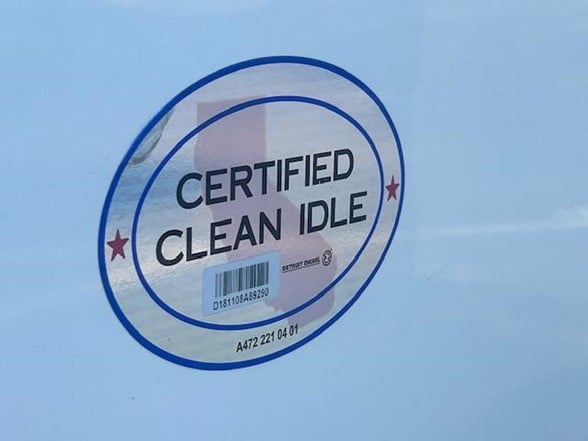 CERTIFIED
CLEAN IDLE
DETROIT DIESEL
D181108A89290
A472 221 04 01